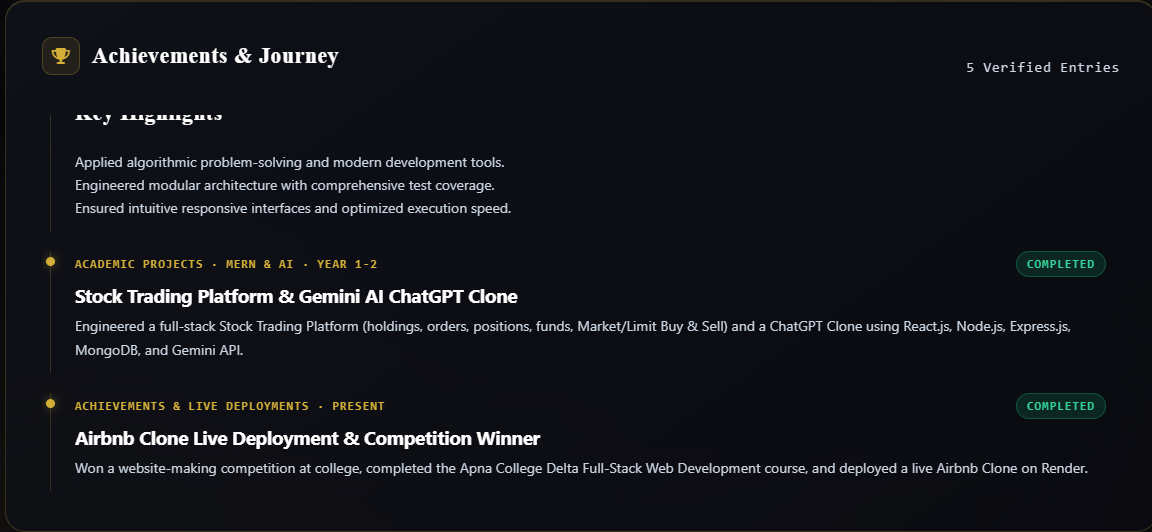 Achievements & Journey
5 Verified Entries
Key Highlights
Applied algorithmic problem-solving and modern development tools.
Engineered modular architecture with comprehensive test coverage.
Ensured intuitive responsive interfaces and optimized execution speed.
ACADEMIC PROJECTS · MERN & AI · YEAR 1-2
COMPLETED
Stock Trading Platform & Gemini AI ChatGPT Clone
Engineered a full-stack Stock Trading Platform (holdings, orders, positions, funds, Market/Limit Buy & Sell) and a ChatGPT Clone using React.js, Node.js, Express.js,
MongoDB, and Gemini API.
ACHIEVEMENTS & LIVE DEPLOYMENTS · PRESENT
COMPLETED
Airbnb Clone Live Deployment & Competition Winner
Won a website-making competition at college, completed the Apna College Delta Full-Stack Web Development course, and deployed a live Airbnb Clone on Render.